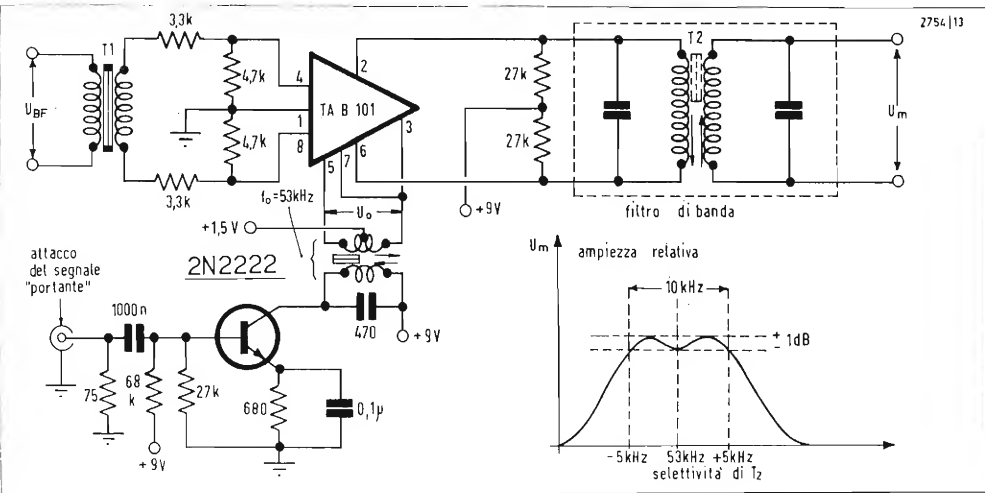 2754|13
T1
3,3k
4,7k
4,7k
3,3k
U_BF
4
1
8
TA B 101
2
3
6
7
5
27k
27k
T2
U_m
+9V
filtro di banda
f₀=53kHz
U₀
+1,5V
2N2222
attacco
del segnale
"portante"
1000n
470
+9V
75
68
k
27k
680
0,1µ
+9V
U_m
ampiezza relativa
10kHz
+
-
1dB
-5kHz
53kHz
+5kHz
selettività di T₂